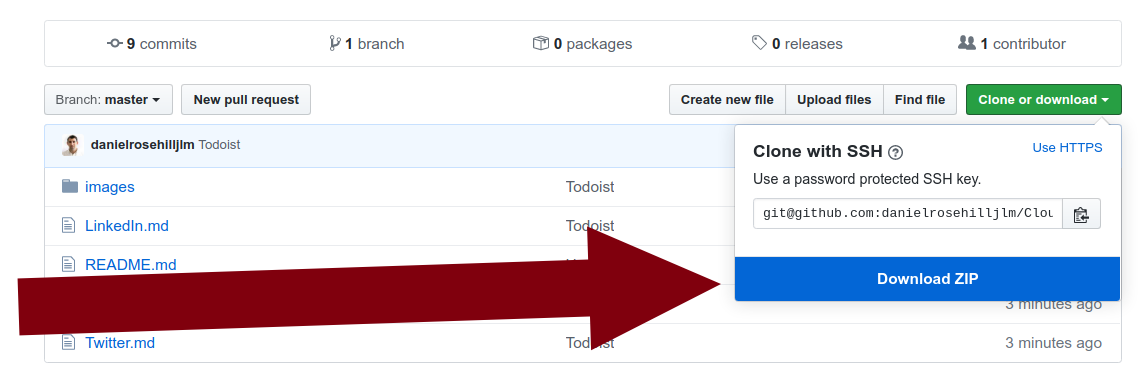 9 commits
1 branch
0 packages
0 releases
1 contributor
Branch: master
New pull request
Create new file
Upload files
Find file
Clone or download
danielrosehilljlm Todoist
Clone with SSH
Use HTTPS
Use a password protected SSH key.
git@github.com:danielrosehilljlm/Clou
Download ZIP
images
Todoist
LinkedIn.md
Todoist
README.md
3 minutes ago
Twitter.md
3 minutes ago